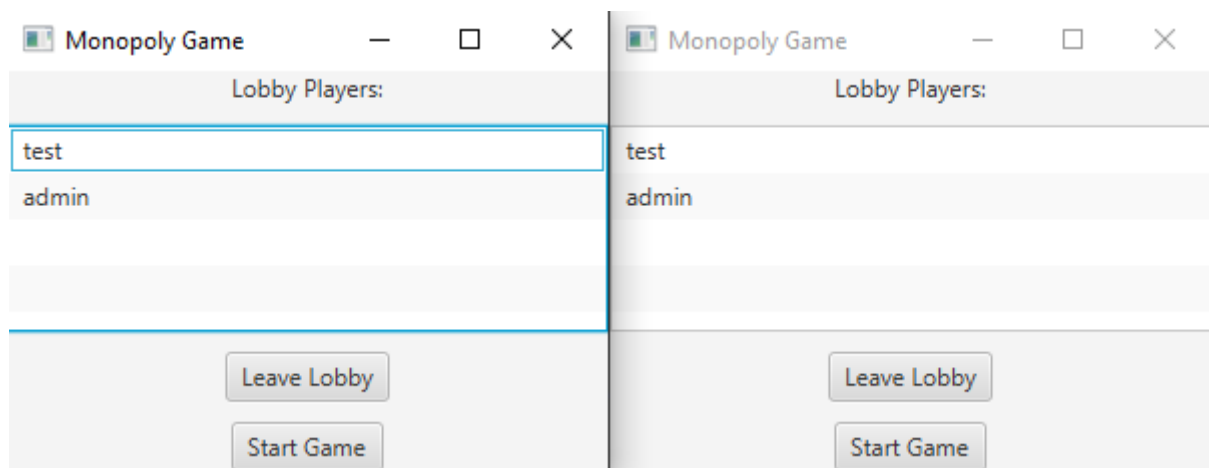 Monopoly Game
Lobby Players:
test
admin
Leave Lobby
Start Game
Monopoly Game
Lobby Players:
test
admin
Leave Lobby
Start Game